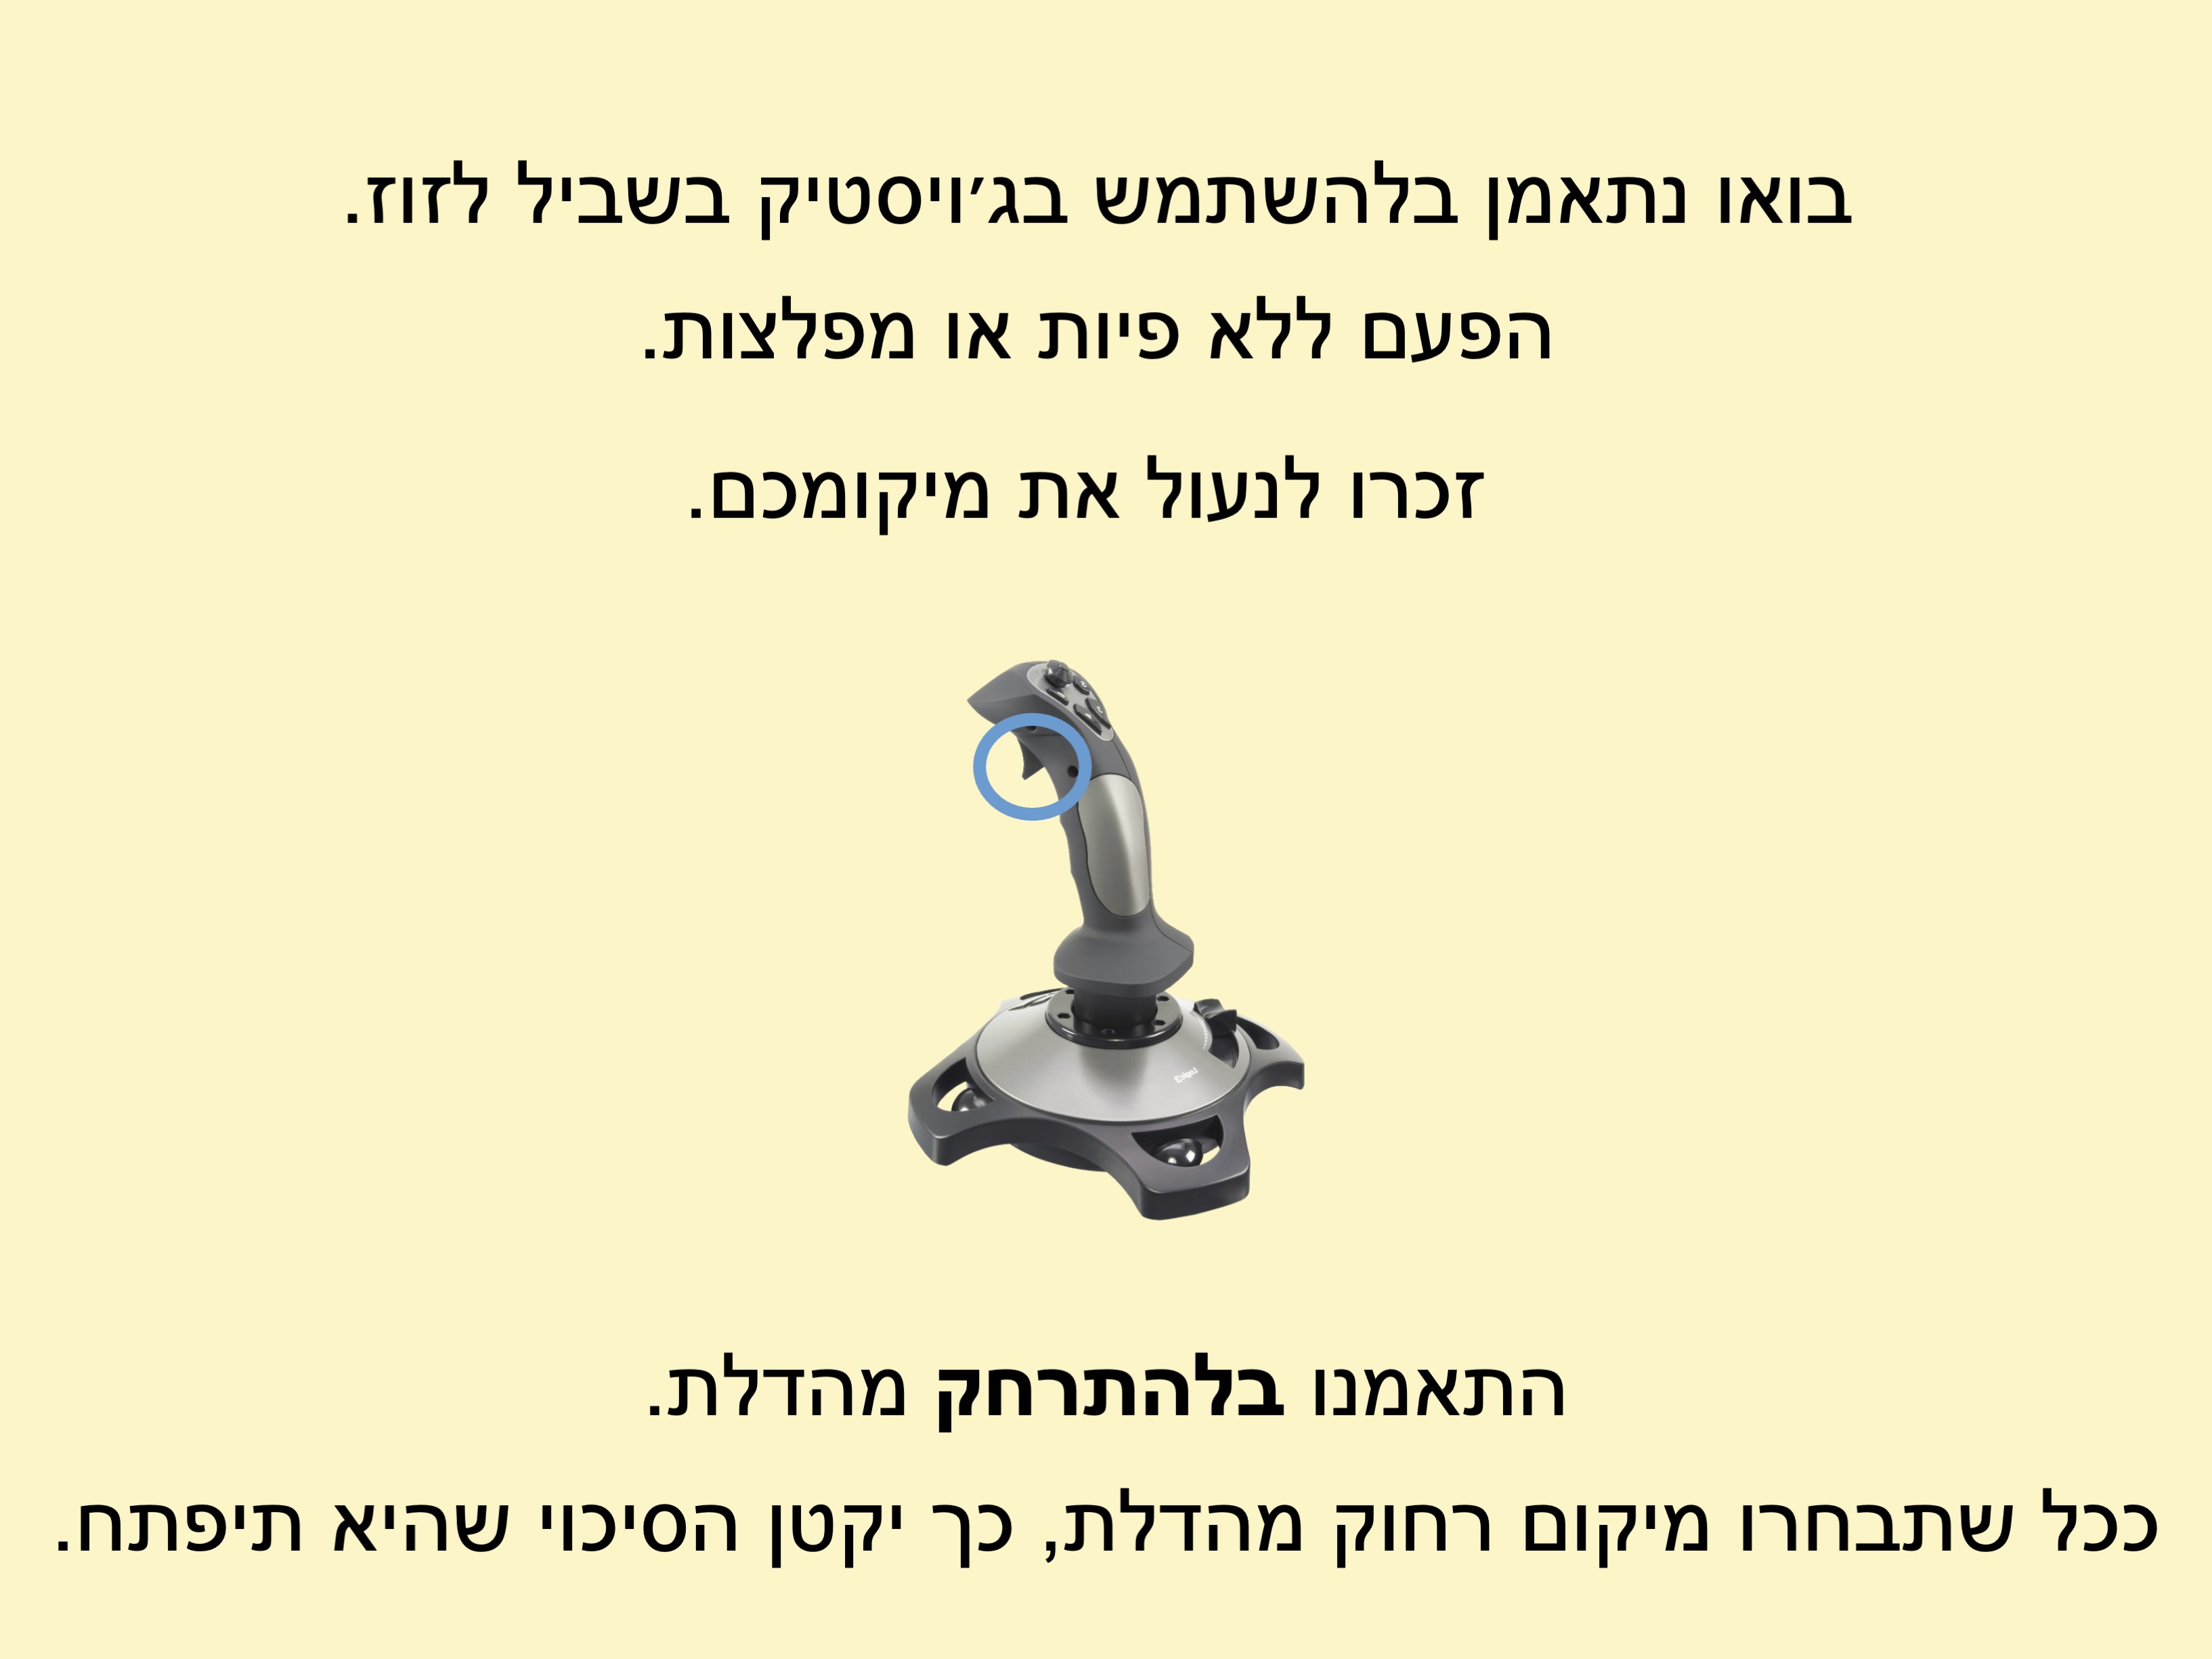 בואו נתאמן בלהשתמש בג'ויסטיק בשביל לזוז.
הפעם ללא פיות או מפלצות.
זכרו לנעול את מיקומכם.
התאמנו בלהתרחק מהדלת.
ככל שתבחרו מיקום רחוק מהדלת, כך יקטן הסיכוי שהיא תיפתח.